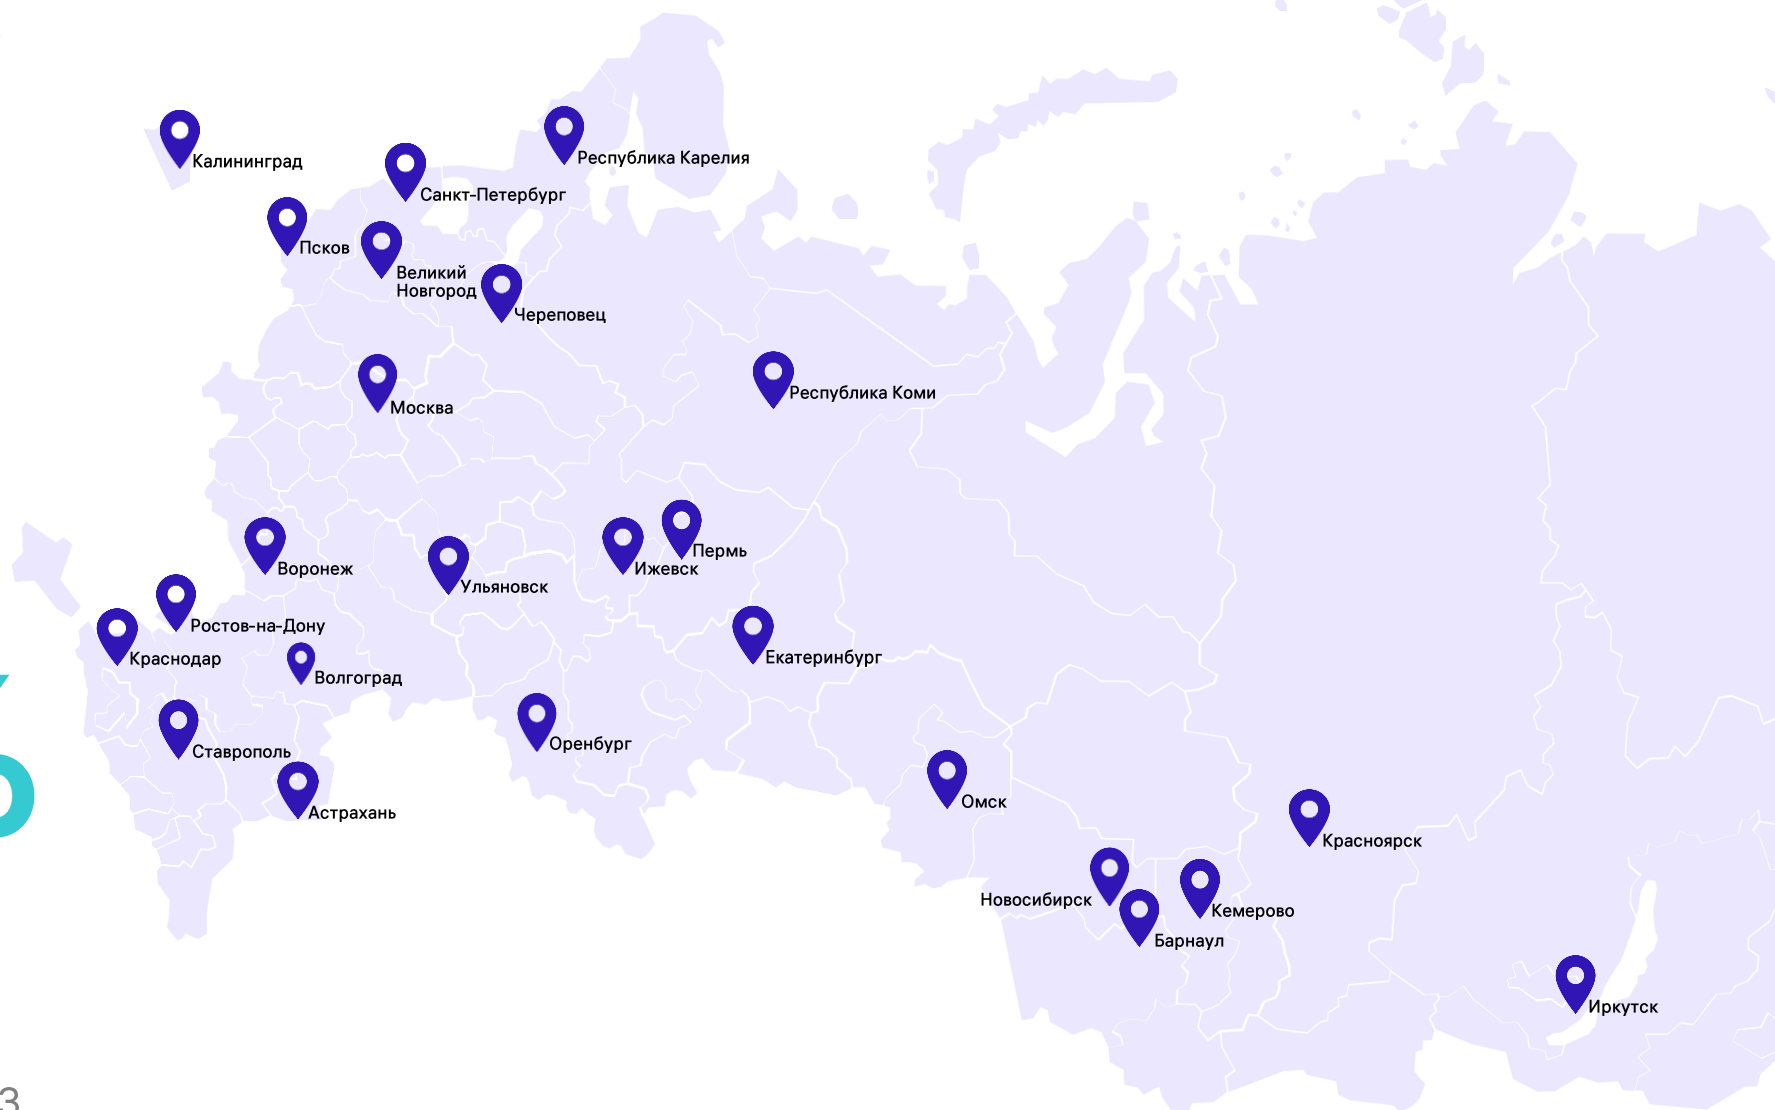 Калининград
Республика Карелия
Санкт-Петербург
Псков
Великий
Новгород
Череповец
Москва
Республика Коми
Пермь
Воронеж
Ижевск
Ульяновск
Ростов-на-Дону
Краснодар
Екатеринбург
Волгоград
Оренбург
Ставрополь
Астрахань
Омск
Красноярск
Новосибирск
Кемерово
Барнаул
Иркутск
3